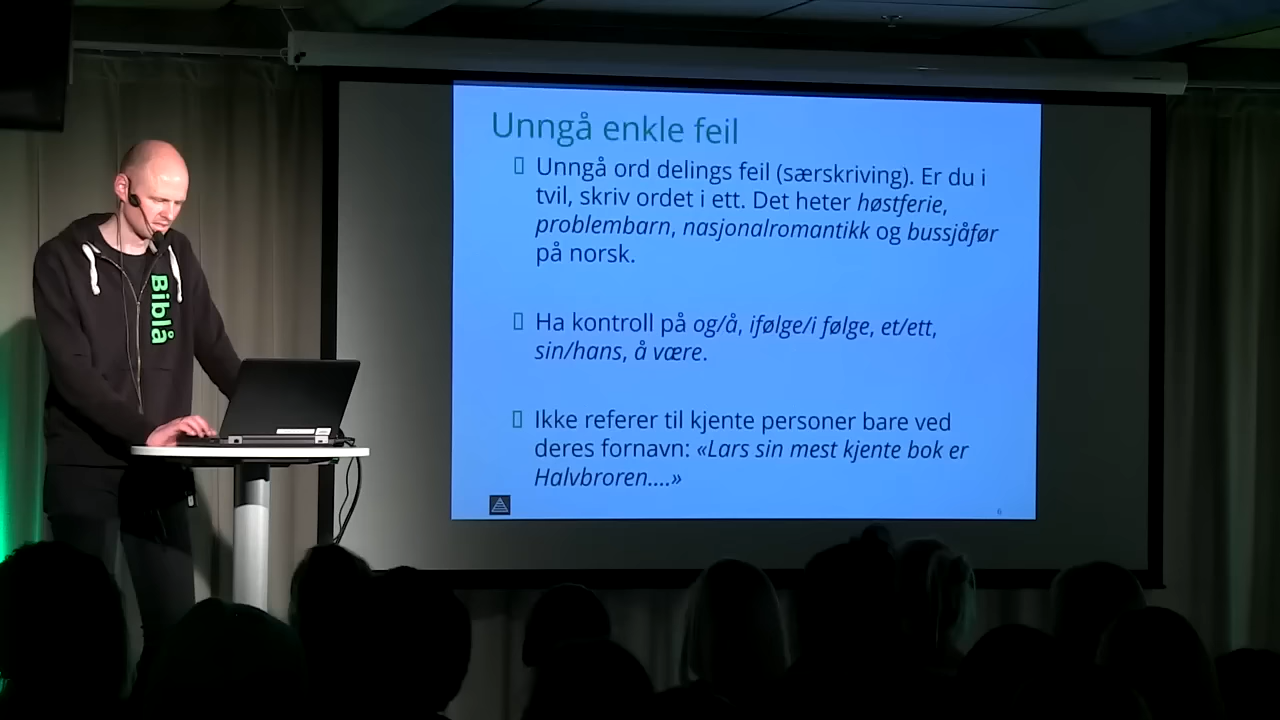 Biblå
Unngå enkle feil
Unngå ord delings feil (særskriving). Er du i
tvil, skriv ordet i ett. Det heter høstferie,
problembarn, nasjonalromantikk og bussjåfør
på norsk.
Ha kontroll på og/å, ifølge/i følge, et/ett,
sin/hans, å være.
Ikke referer til kjente personer bare ved
deres fornavn: «Lars sin mest kjente bok er
Halvbroren....»
6